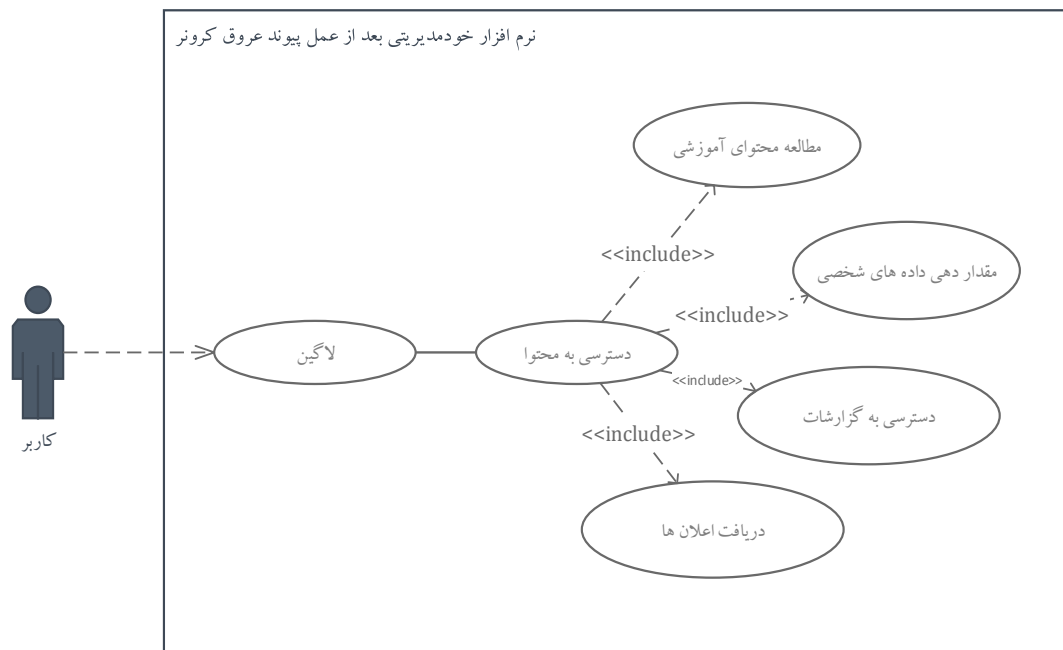 نرم افزار خودمدیریتی بعد از عمل پیوند عروق کرونر
مطالعه محتوای آموزشی
<<include>>
مقدار دهی داده های شخصی
<<include>>
لاگین
دسترسی به محتوا
<<include>>
دسترسی به گزارشات
کاربر
<<include>>
دریافت اعلان ها